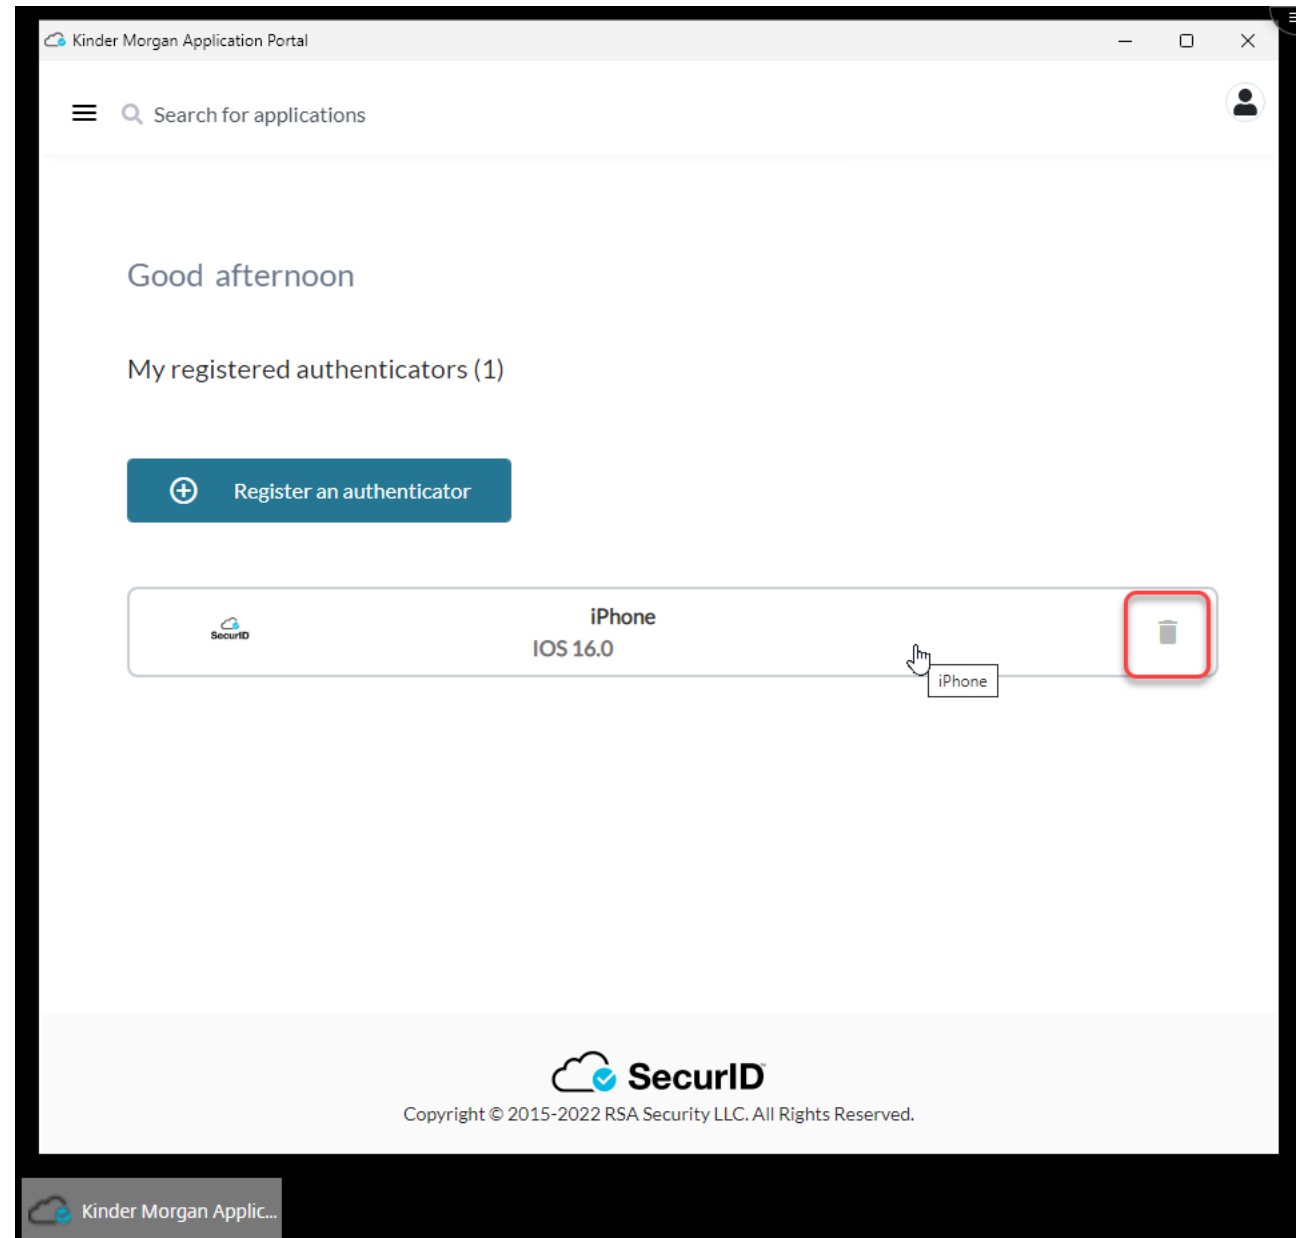 Kinder Morgan Application Portal
Search for applications
Good afternoon
My registered authenticators (1)
Register an authenticator
SecurID
iPhone
IOS 16.0
iPhone
SecurID
Copyright © 2015-2022 RSA Security LLC. All Rights Reserved.
Kinder Morgan Applic...